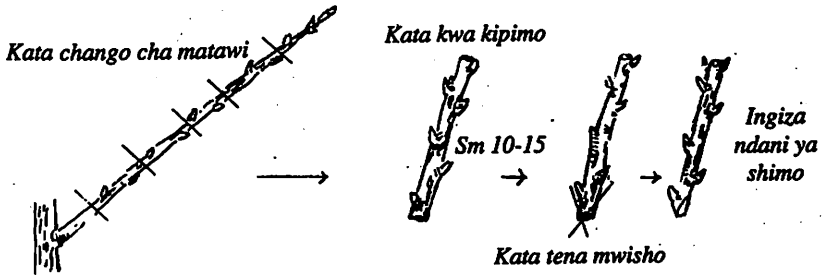 Kata chango cha matawi
Kata kwa kipimo
Sm 10-15
Ingiza
ndani ya
shimo
Kata tena mwisho